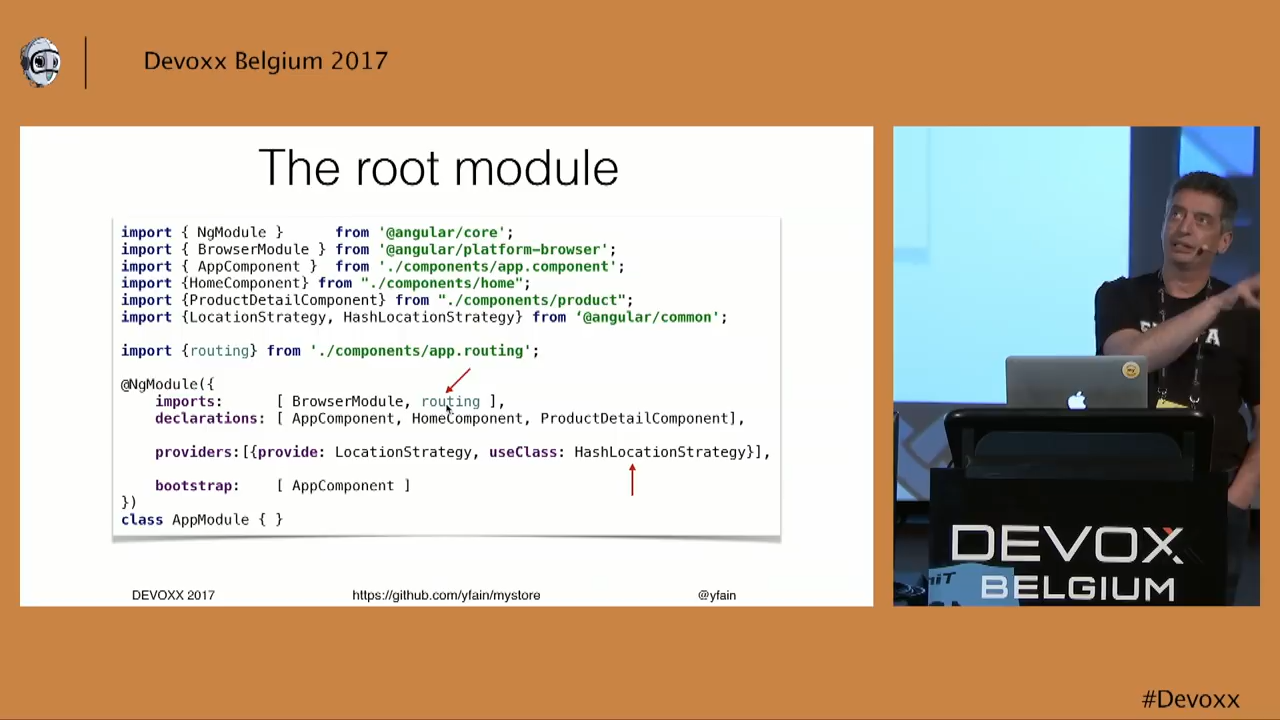 Devoxx Belgium 2017
The root module
import { NgModule }      from '@angular/core';
import { BrowserModule } from '@angular/platform-browser';
import { AppComponent }  from './components/app.component';
import {HomeComponent} from "./components/home";
import {ProductDetailComponent} from "./components/product";
import {LocationStrategy, HashLocationStrategy} from ‘@angular/common';
import {routing} from './components/app.routing';
@NgModule({
    imports:      [ BrowserModule, routing ],
    declarations: [ AppComponent, HomeComponent, ProductDetailComponent],
    providers:[{provide: LocationStrategy, useClass: HashLocationStrategy}],
    bootstrap:    [ AppComponent ]
})
class AppModule { }
DEVOXX 2017
https://github.com/yfain/mystore
@yfain
DEVOXX
BELGIUM
#Devoxx